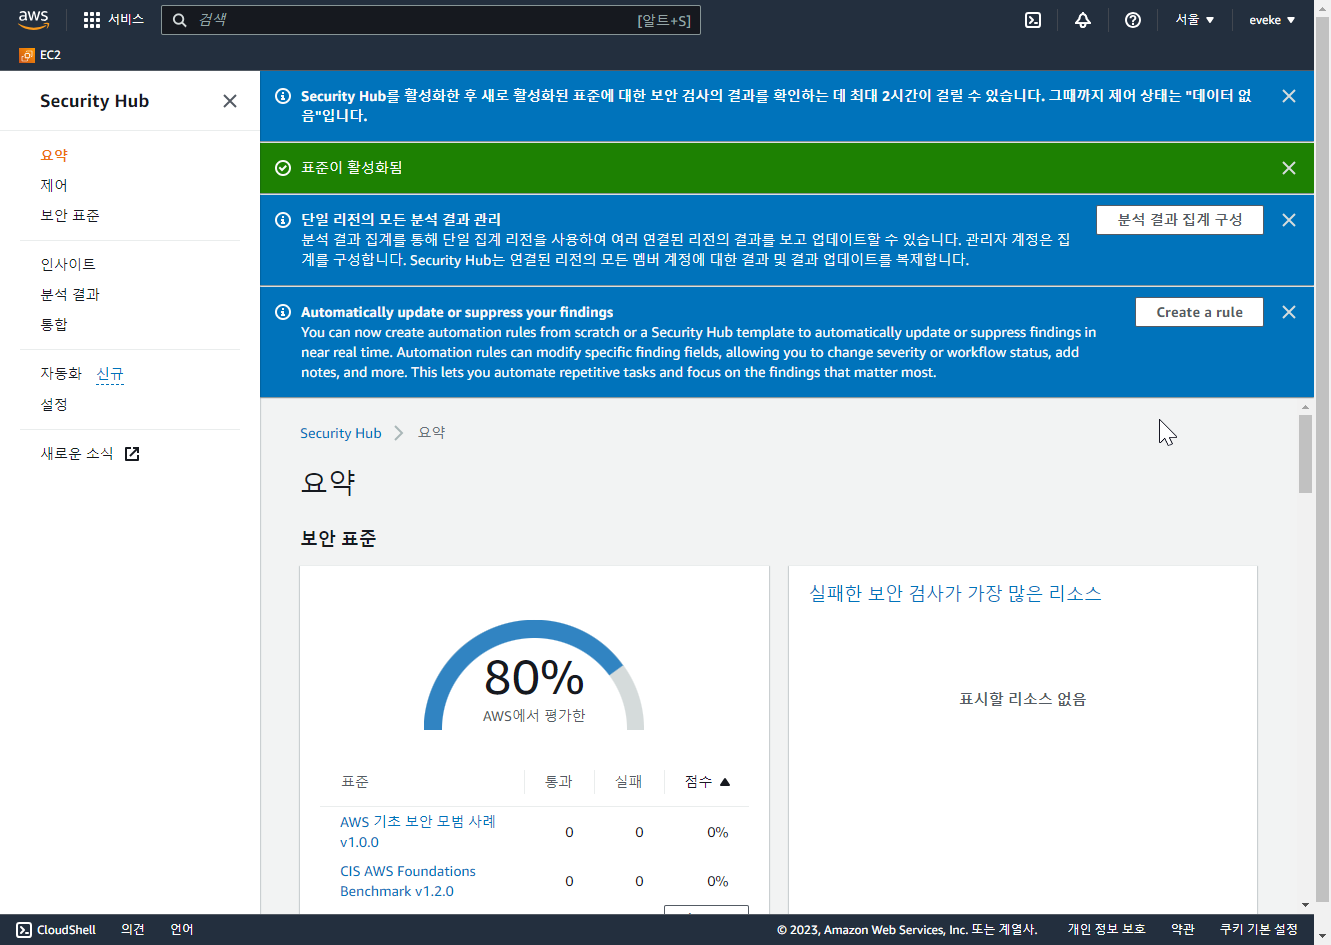 aws
서비스
검색
[알트+S]
서울 ▼
eveke ▼
EC2
Security Hub
요약
제어
보안 표준
인사이트
분석 결과
통합
자동화 신규
설정
새로운 소식
Security Hub를 활성화한 후 새로 활성화된 표준에 대한 보안 검사의 결과를 확인하는 데 최대 2시간이 걸릴 수 있습니다. 그때까지 제어 상태는 "데이터 없
음"입니다.
표준이 활성화됨
단일 리전의 모든 분석 결과 관리
분석 결과 집계를 통해 단일 집계 리전을 사용하여 여러 연결된 리전의 결과를 보고 업데이트할 수 있습니다. 관리자 계정은 집
계를 구성합니다. Security Hub는 연결된 리전의 모든 멤버 계정에 대한 결과 및 결과 업데이트를 복제합니다.
분석 결과 집계 구성
Automatically update or suppress your findings
You can now create automation rules from scratch or a Security Hub template to automatically update or suppress findings in
near real time. Automation rules can modify specific finding fields, allowing you to change severity or workflow status, add
notes, and more. This lets you automate repetitive tasks and focus on the findings that matter most.
Create a rule
Security Hub > 요약
요약
보안 표준
80%
AWS에서 평가한
표준 통과 실패 점수 ▲
AWS 기초 보안 모범 사례
v1.0.0
0 0 0%
CIS AWS Foundations
Benchmark v1.2.0
0 0 0%
실패한 보안 검사가 가장 많은 리소스
표시할 리소스 없음
CloudShell
의견
언어
© 2023, Amazon Web Services, Inc. 또는 계열사.
개인 정보 보호
약관
쿠키 기본 설정